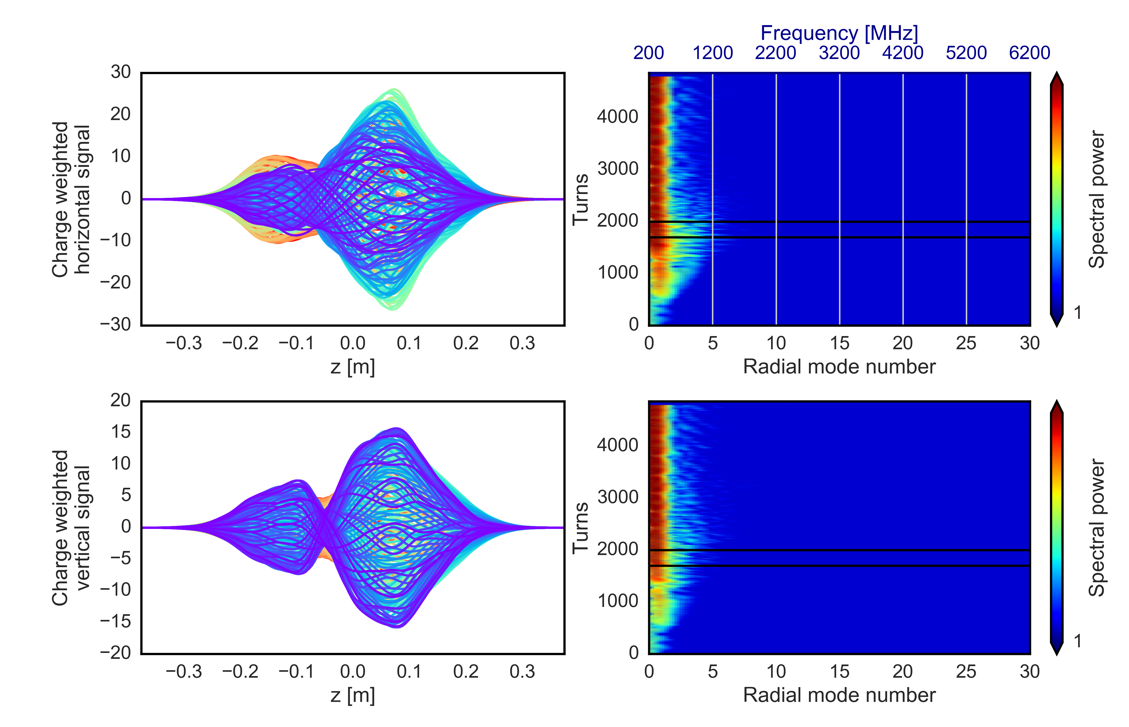 Frequency [MHz]
200 1200 2200 3200 4200 5200 6200
Charge weighted
horizontal signal
30
20
10
0
−10
−20
−30
−0.3 −0.2 −0.1 0.0 0.1 0.2 0.3
z [m]
Turns
4000
3000
2000
1000
0
0 5 10 15 20 25 30
Radial mode number
1
Spectral power
Charge weighted
vertical signal
20
15
10
5
0
−5
−10
−15
−20
−0.3 −0.2 −0.1 0.0 0.1 0.2 0.3
z [m]
Turns
4000
3000
2000
1000
0
0 5 10 15 20 25 30
Radial mode number
1
Spectral power